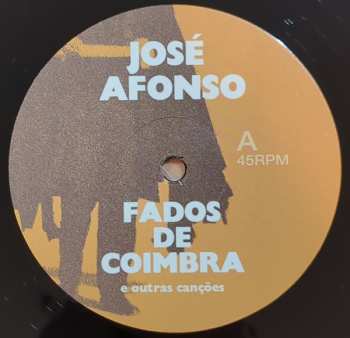 JOSÉ
AFONSO
A
45RPM
FADOS
DE
COIMBRA
e outras canções